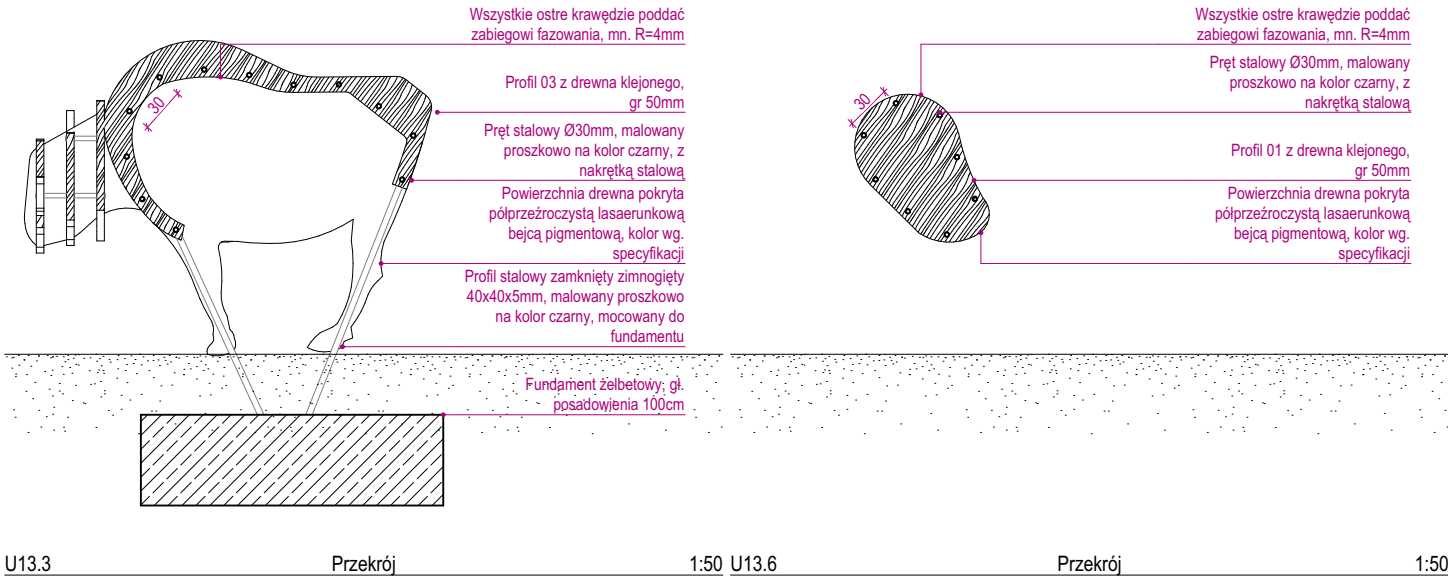 Wszystkie ostre krawędzie poddać
zabiegowi fazowania, mn. R=4mm
Profil 03 z drewna klejonego,
gr 50mm
Pręt stalowy Ø30mm, malowany
proszkowo na kolor czarny, z
nakrętką stalową
Powierzchnia drewna pokryta
półprzeźroczystą lasaerunkową
bejcą pigmentową, kolor wg.
specyfikacji
Profil stalowy zamknięty zimnogięty
40x40x5mm, malowany proszkowo
na kolor czarny, mocowany do
fundamentu
Fundament żelbetowy, gł.
posadowienia 100cm
30
U13.3 Przekrój 1:50
Wszystkie ostre krawędzie poddać
zabiegowi fazowania, mn. R=4mm
Pręt stalowy Ø30mm, malowany
proszkowo na kolor czarny, z
nakrętką stalową
Profil 01 z drewna klejonego,
gr 50mm
Powierzchnia drewna pokryta
półprzeźroczystą lasaerunkową
bejcą pigmentową, kolor wg.
specyfikacji
30
U13.6 Przekrój 1:50